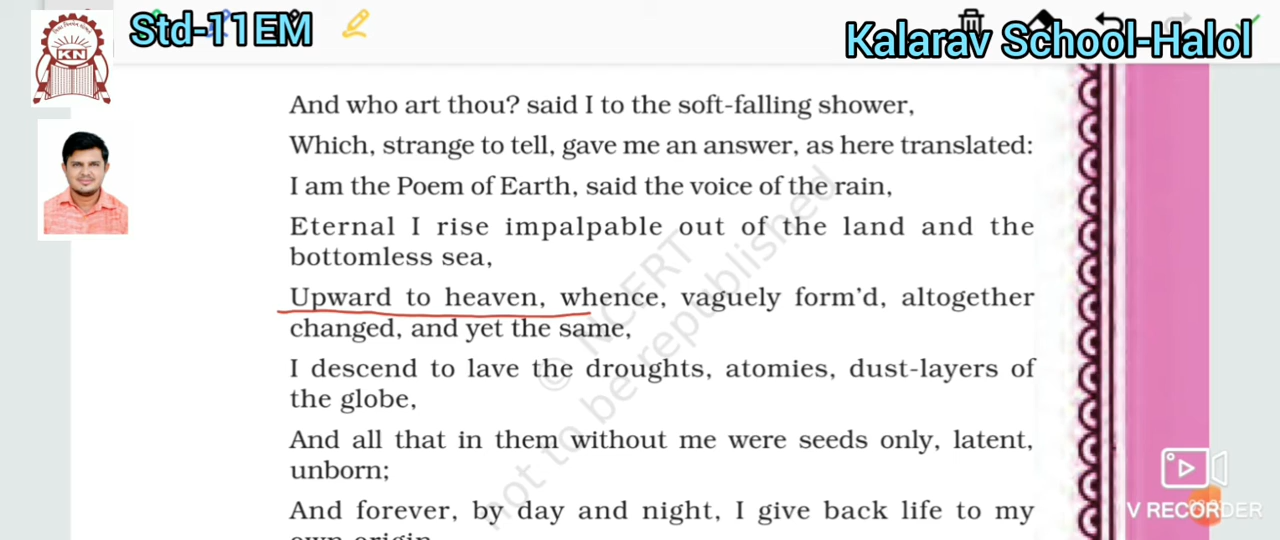 Std-11EM
Kalarav School-Halol
KN
And who art thou? said I to the soft-falling shower,
Which, strange to tell, gave me an answer, as here translated:
I am the Poem of Earth, said the voice of the rain,
Eternal I rise impalpable out of the land and the
bottomless sea,
Upward to heaven, whence, vaguely form'd, altogether
changed, and yet the same,
I descend to lave the droughts, atomies, dust-layers of
the globe,
And all that in them without me were seeds only, latent,
unborn;
And forever, by day and night, I give back life to my
own origin,
© NCERT
not to be republished
V RECORDER